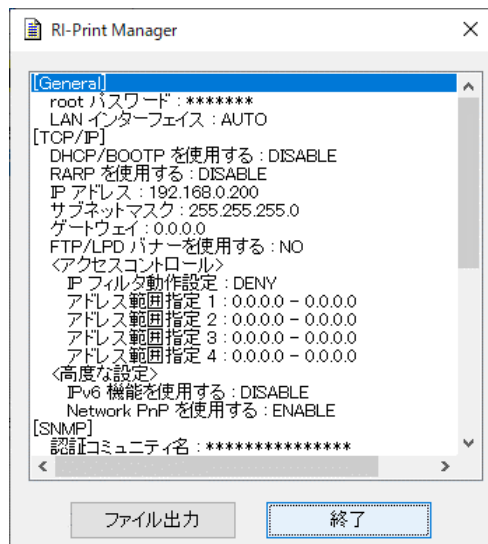 RI-Print Manager
[General]
root パスワード : *******
LAN インターフェイス : AUTO
[TCP/IP]
DHCP/BOOTP を使用する : DISABLE
RARP を使用する : DISABLE
IP アドレス : 192.168.0.200
サブネットマスク : 255.255.255.0
ゲートウェイ : 0.0.0.0
FTP/LPD バナーを使用する : NO
<アクセスコントロール>
IP フィルタ動作設定 : DENY
アドレス範囲指定 1 : 0.0.0.0 - 0.0.0.0
アドレス範囲指定 2 : 0.0.0.0 - 0.0.0.0
アドレス範囲指定 3 : 0.0.0.0 - 0.0.0.0
アドレス範囲指定 4 : 0.0.0.0 - 0.0.0.0
<高度な設定>
IPv6 機能を使用する : DISABLE
Network PnP を使用する : ENABLE
[SNMP]
認証コミュニティ名 : ***************
ファイル出力
終了